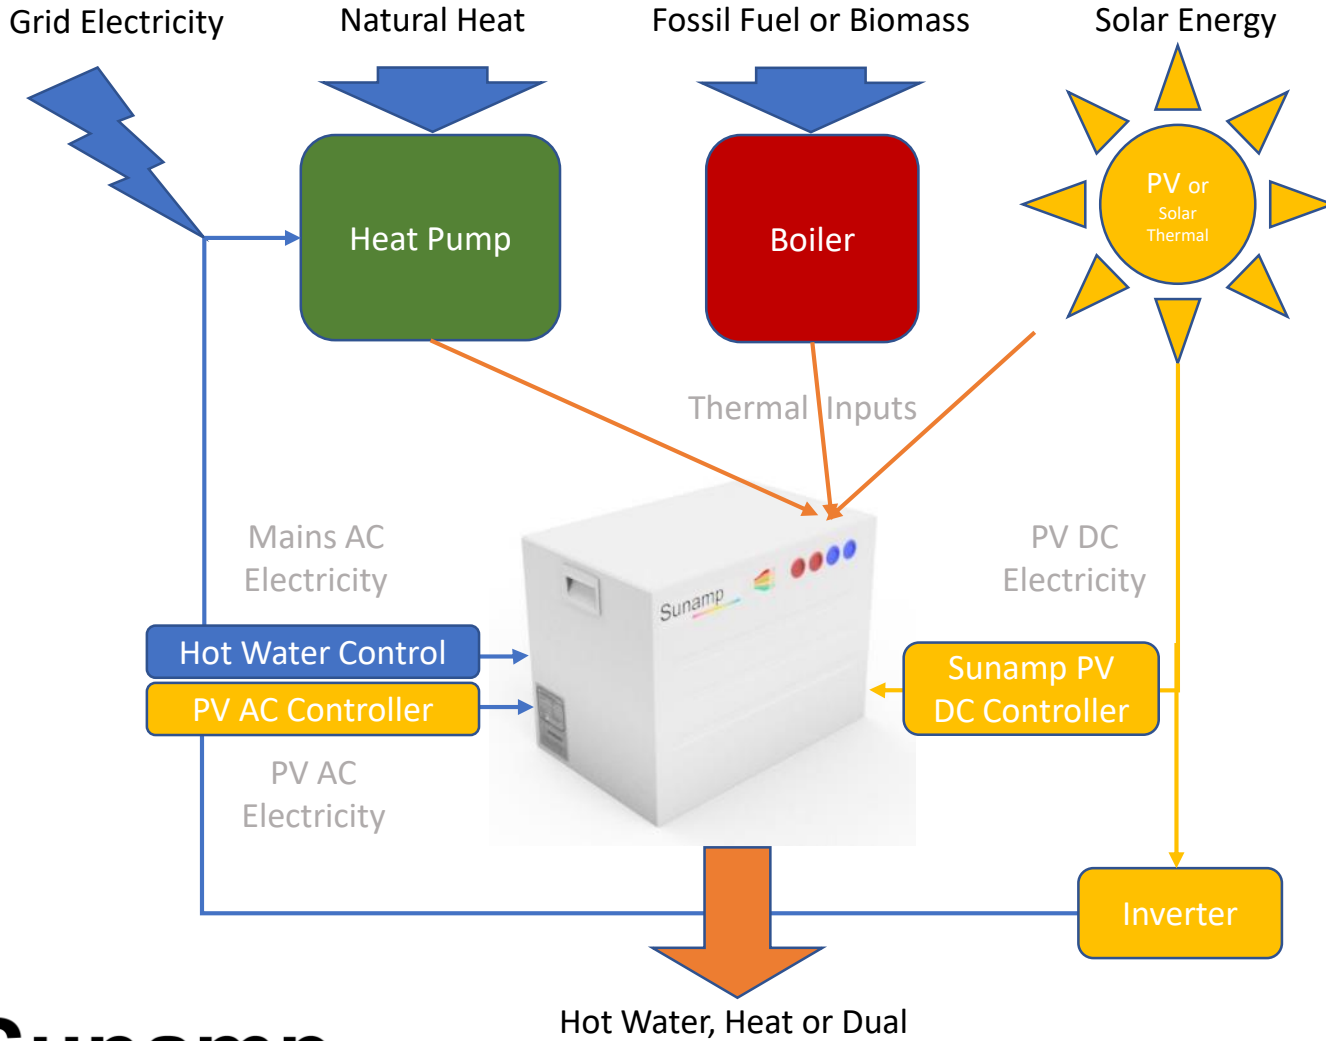 Grid Electricity
Natural Heat
Fossil Fuel or Biomass
Solar Energy
PV or
Solar
Thermal
Heat Pump
Boiler
Thermal Inputs
Mains AC
Electricity
PV DC
Electricity
Sunamp
Hot Water Control
PV AC Controller
Sunamp PV
DC Controller
PV AC
Electricity
Inverter
Hot Water, Heat or Dual
Sunamp